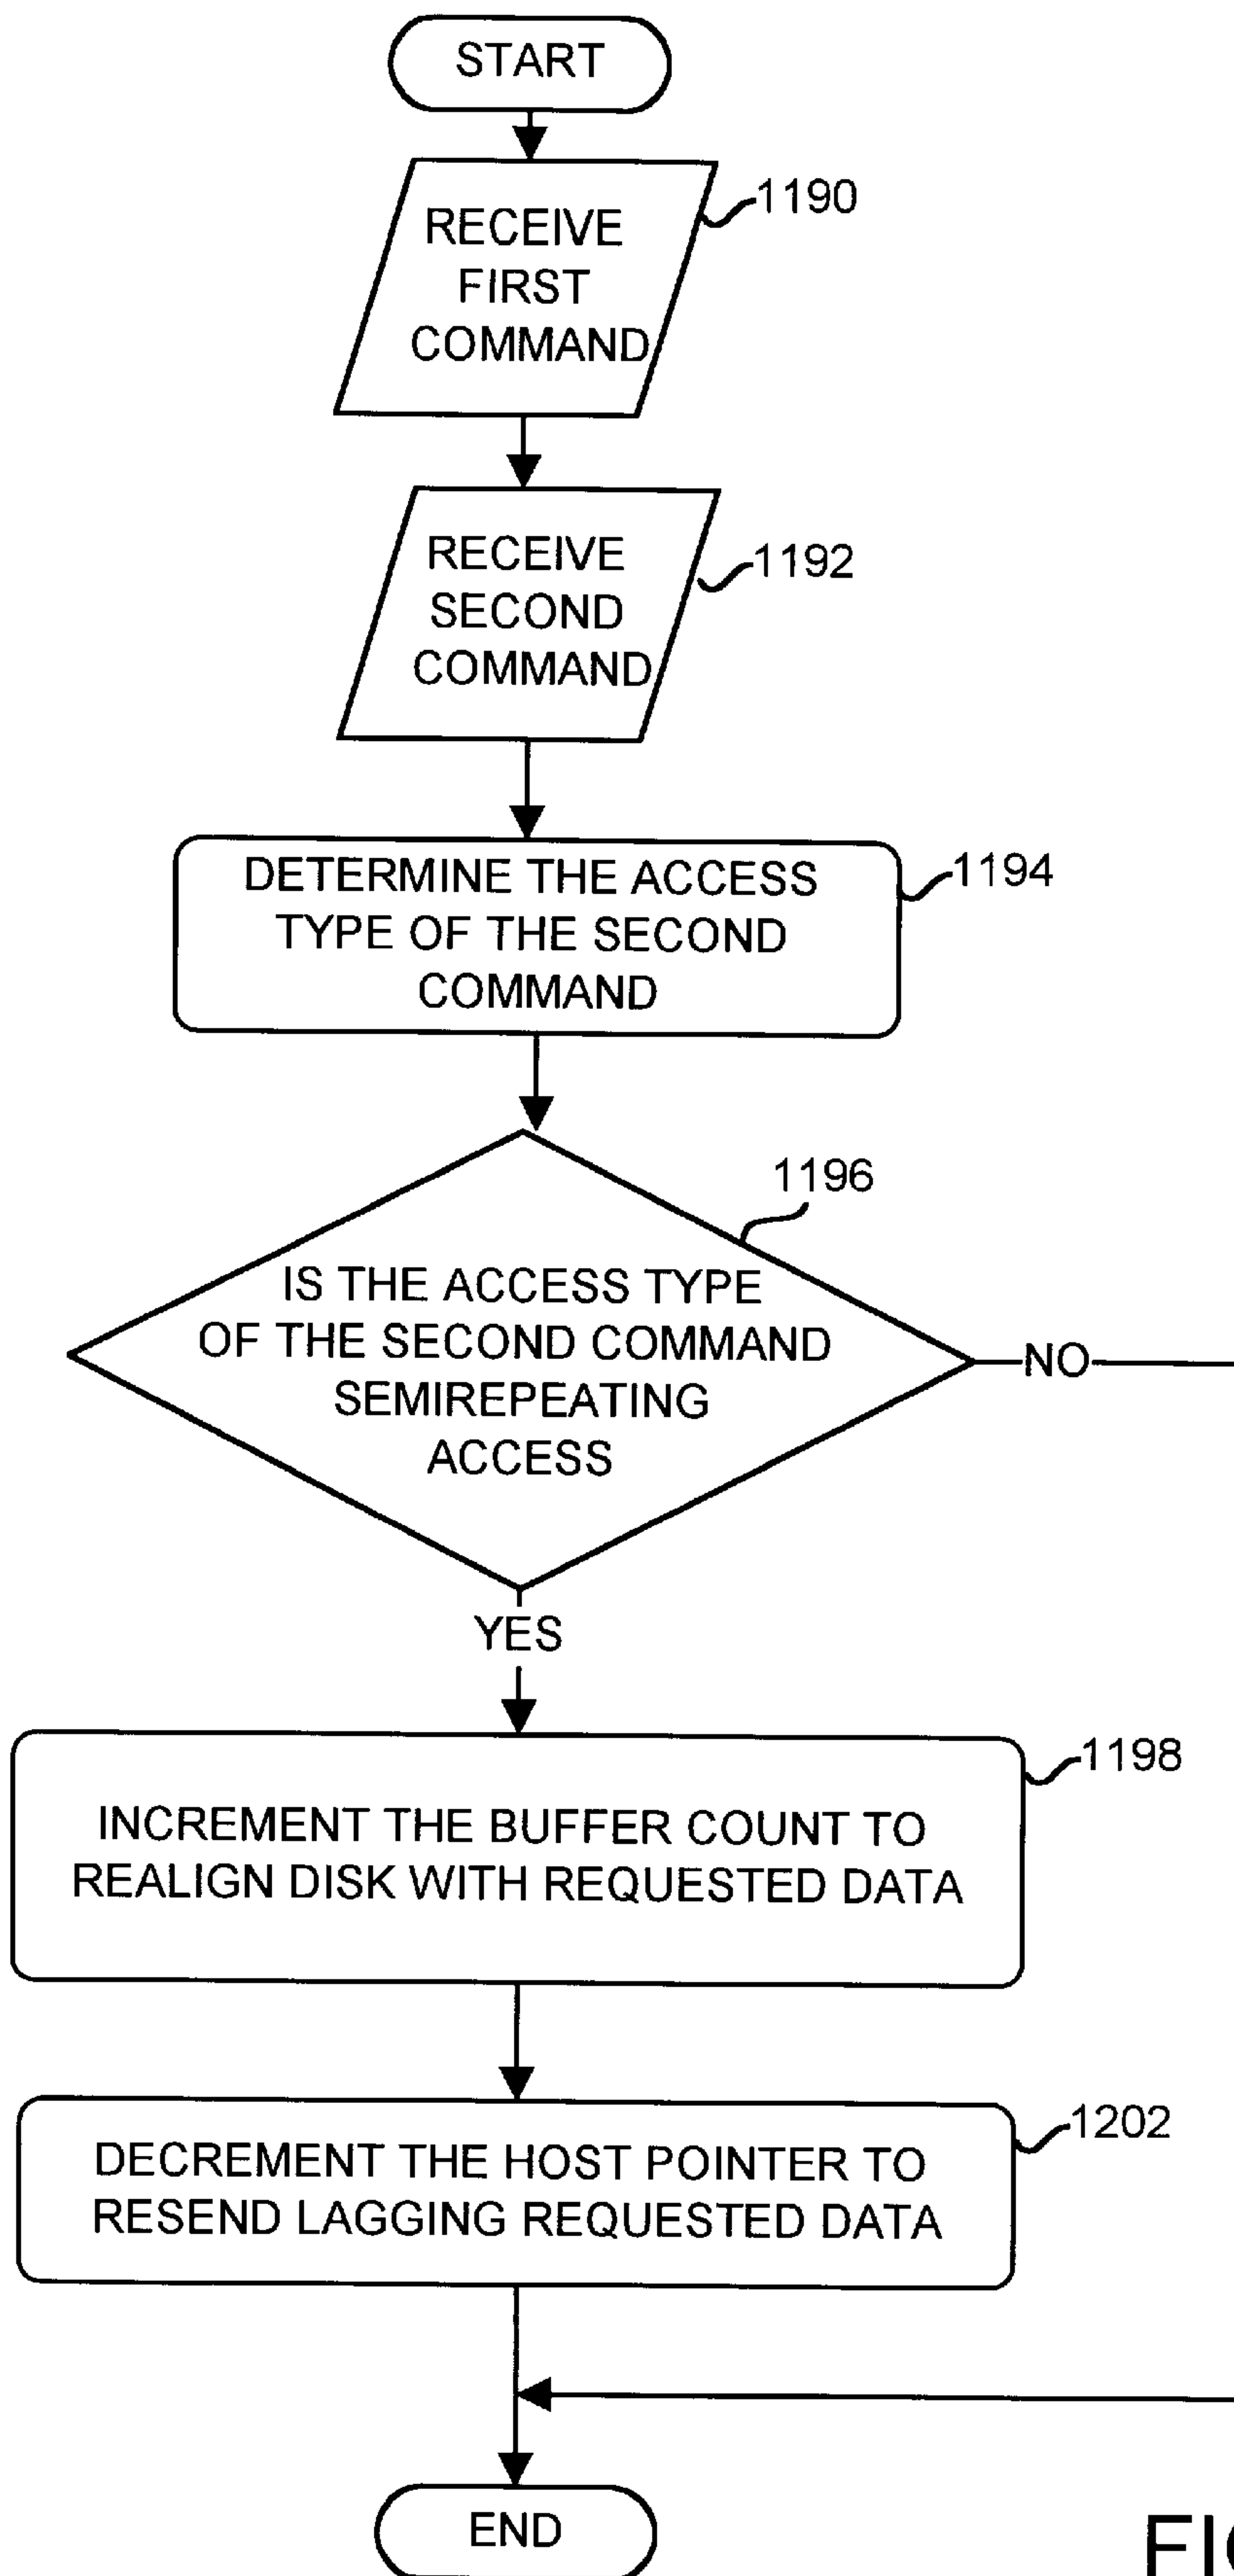 START
RECEIVE
FIRST
COMMAND
1190
RECEIVE
SECOND
COMMAND
1192
DETERMINE THE ACCESS
TYPE OF THE SECOND
COMMAND
1194
1196
IS THE ACCESS TYPE
OF THE SECOND COMMAND
SEMIREPEATING
ACCESS
NO
YES
1198
INCREMENT THE BUFFER COUNT TO
REALIGN DISK WITH REQUESTED DATA
1202
DECREMENT THE HOST POINTER TO
RESEND LAGGING REQUESTED DATA
END